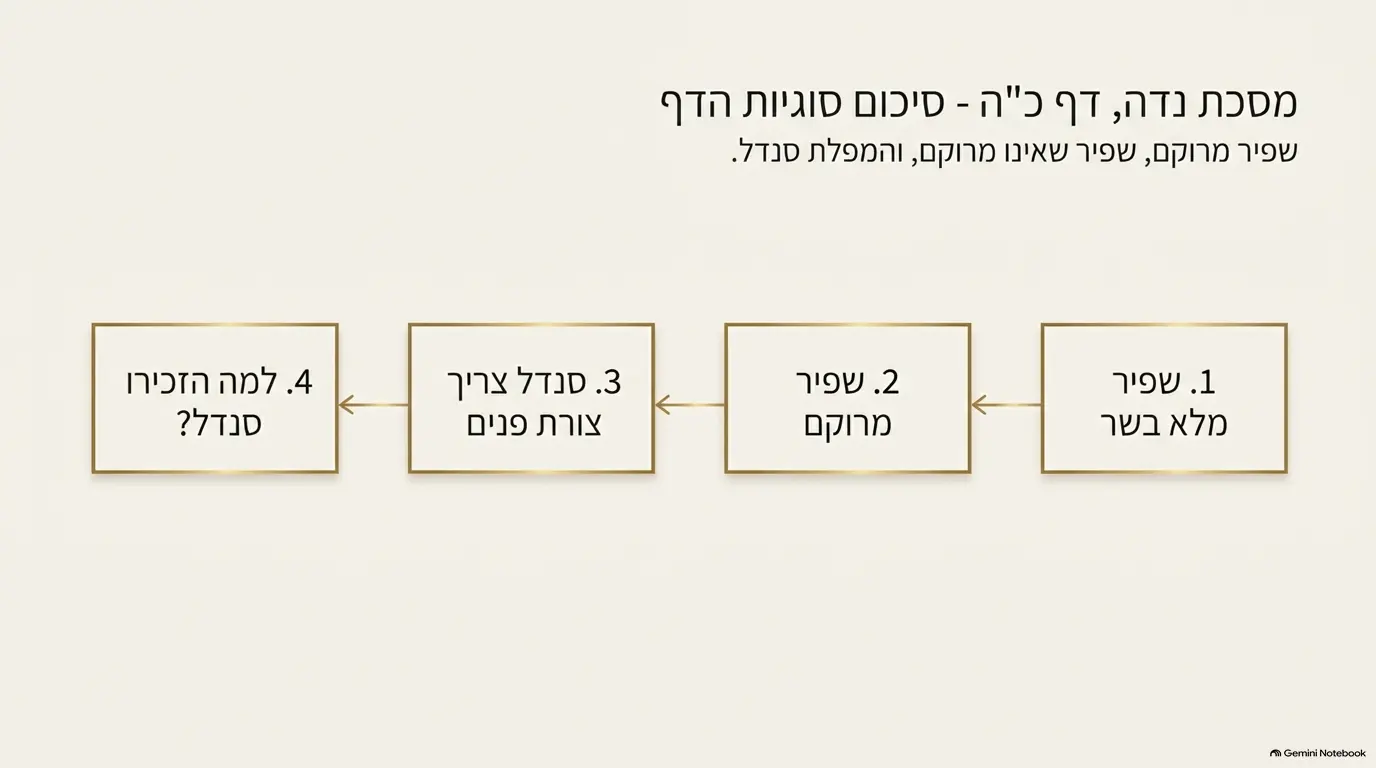 מסכת נדה, דף כ"ה - סיכום סוגיות הדף
שפיר מרוקם, שפיר שאינו מרוקם, והמפלת סנדל.
1. שפיר
מלא בשר
2. שפיר
מרוקם
3. סנדל צריך
צורת פנים
4. למה הזכירו
סנדל?
Gemini Notebook